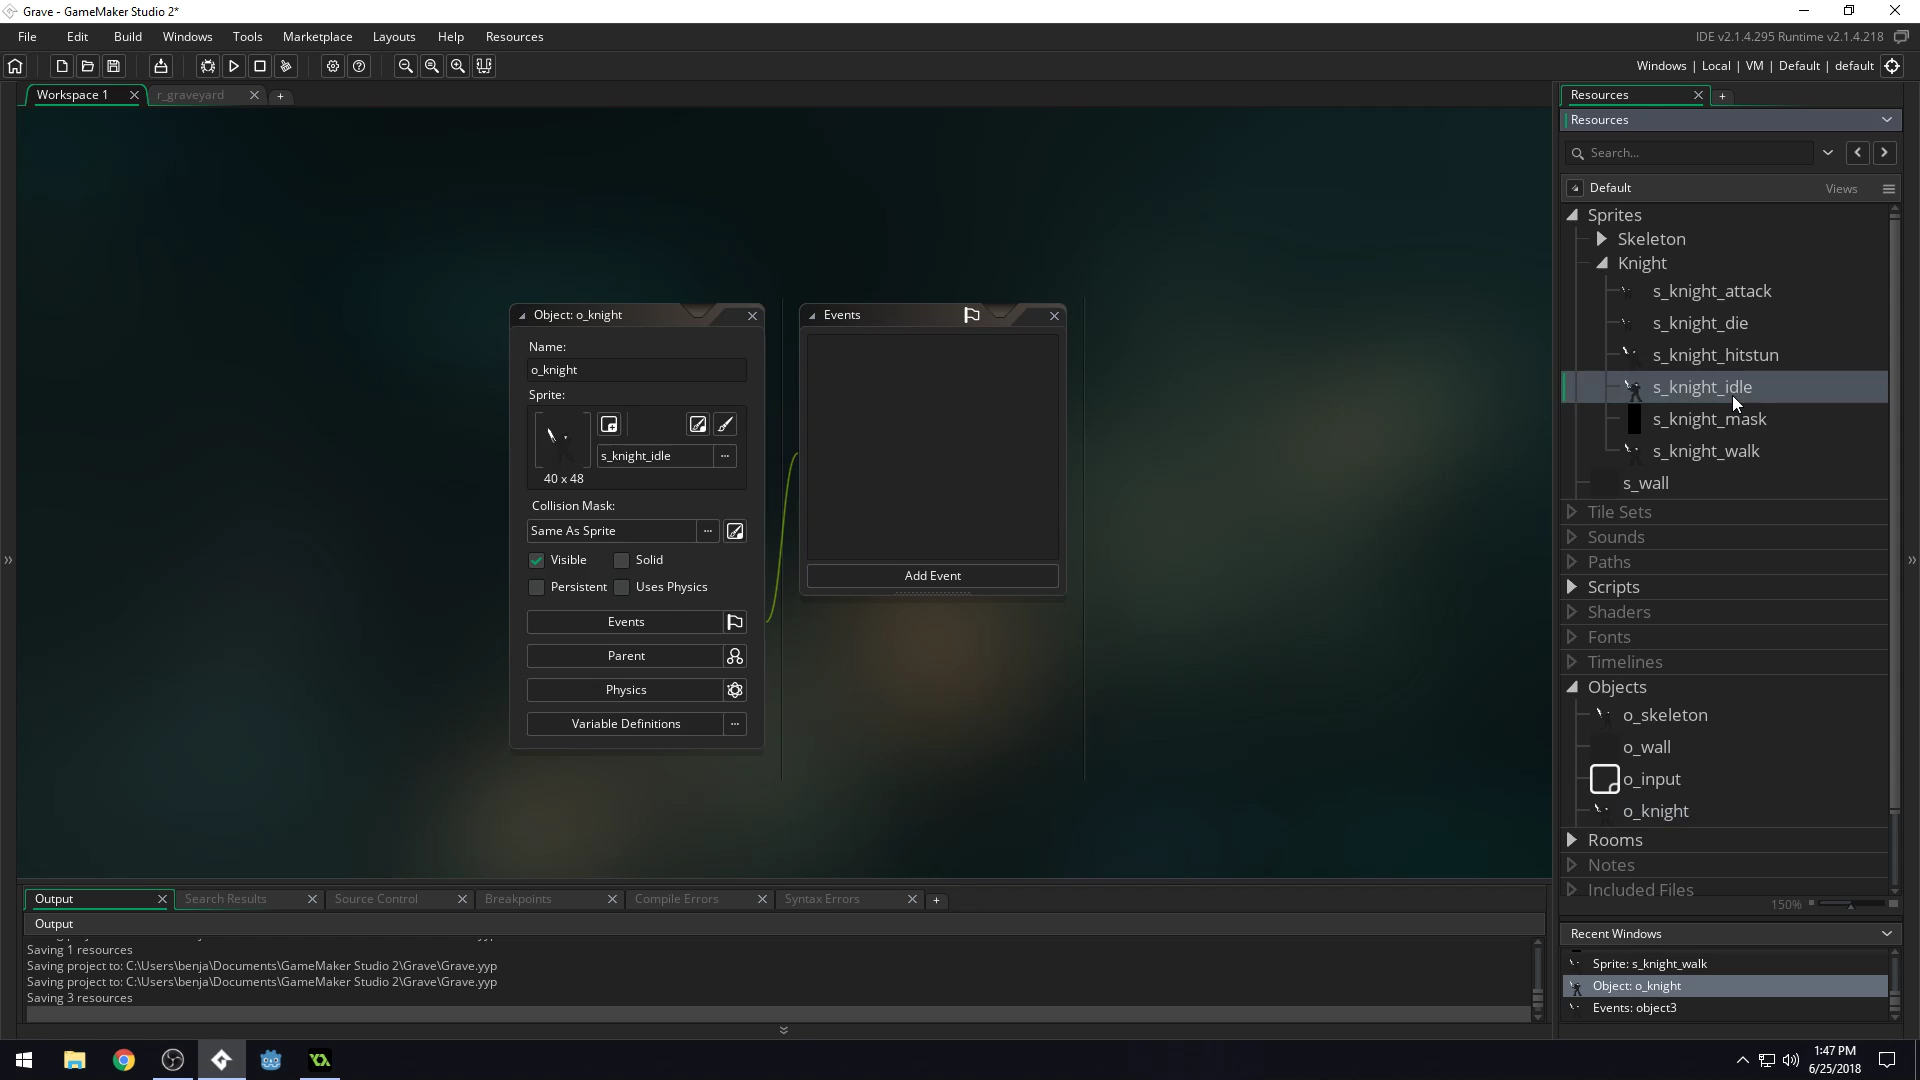 Grave - GameMaker Studio 2*
File Edit Build Windows Tools Marketplace Layouts Help Resources
IDE v2.1.4.295 Runtime v2.1.4.218
Windows | Local | VM | Default | default
Workspace 1
r_graveyard
Resources
Resources
Search...
Default
Views
Sprites
Skeleton
Knight
s_knight_attack
s_knight_die
s_knight_hitstun
s_knight_idle
s_knight_mask
s_knight_walk
s_wall
Tile Sets
Sounds
Paths
Scripts
Shaders
Fonts
Timelines
Objects
o_skeleton
o_wall
o_input
o_knight
Rooms
Notes
Included Files
150%
Recent Windows
Sprite: s_knight_walk
Object: o_knight
Events: object3
Object: o_knight
Name:
o_knight
Sprite:
s_knight_idle
40 x 48
Collision Mask:
Same As Sprite
Visible
Solid
Persistent
Uses Physics
Events
Parent
Physics
Variable Definitions
Events
Add Event
Output
Search Results
Source Control
Breakpoints
Compile Errors
Syntax Errors
Output
Saving 1 resources
Saving project to: C:\Users\benja\Documents\GameMaker Studio 2\Grave\Grave.yyp
Saving project to: C:\Users\benja\Documents\GameMaker Studio 2\Grave\Grave.yyp
Saving 3 resources
1:47 PM
6/25/2018